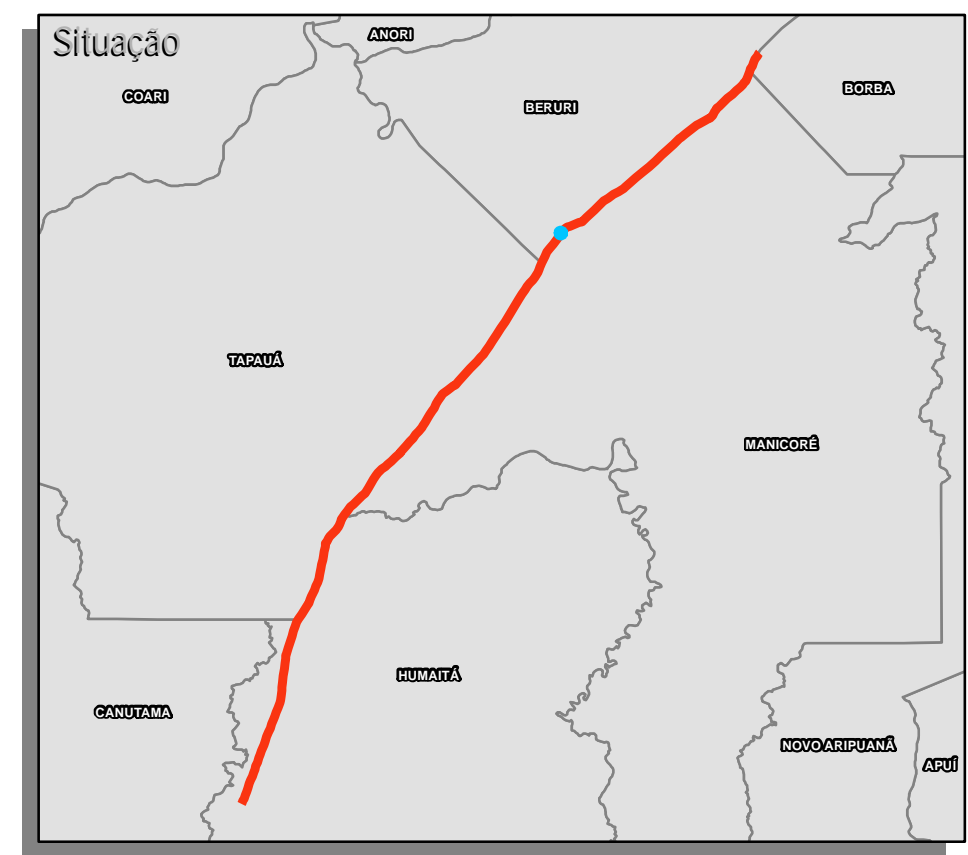 Situação
ANORI
COARI
BORBA
BERURI
TAPAUÁ
MANICORÉ
HUMAITÁ
CANUTAMA
NOVO ARIPUANÃ
APUÍ